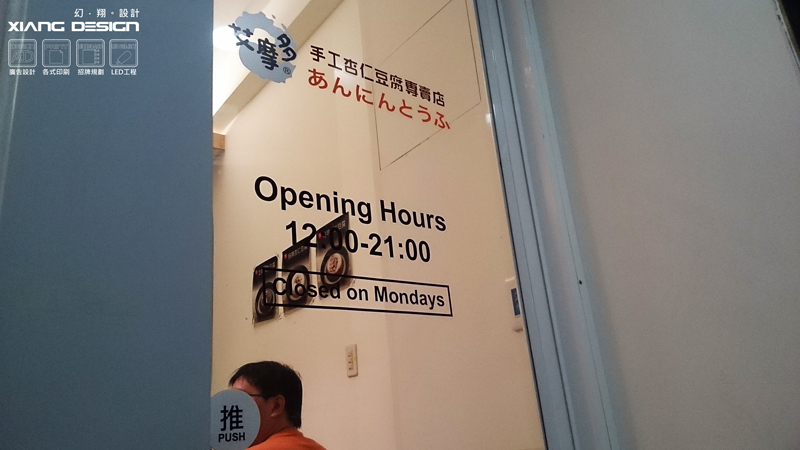 幻・翔・設計
XIANG DESIGN
廣告設計 各式印刷 招牌規劃 LED工程
艾摩多®
手工杏仁豆腐專賣店
あんにんとうふ
Opening Hours
12:00-21:00
Closed on Mondays
推
PUSH